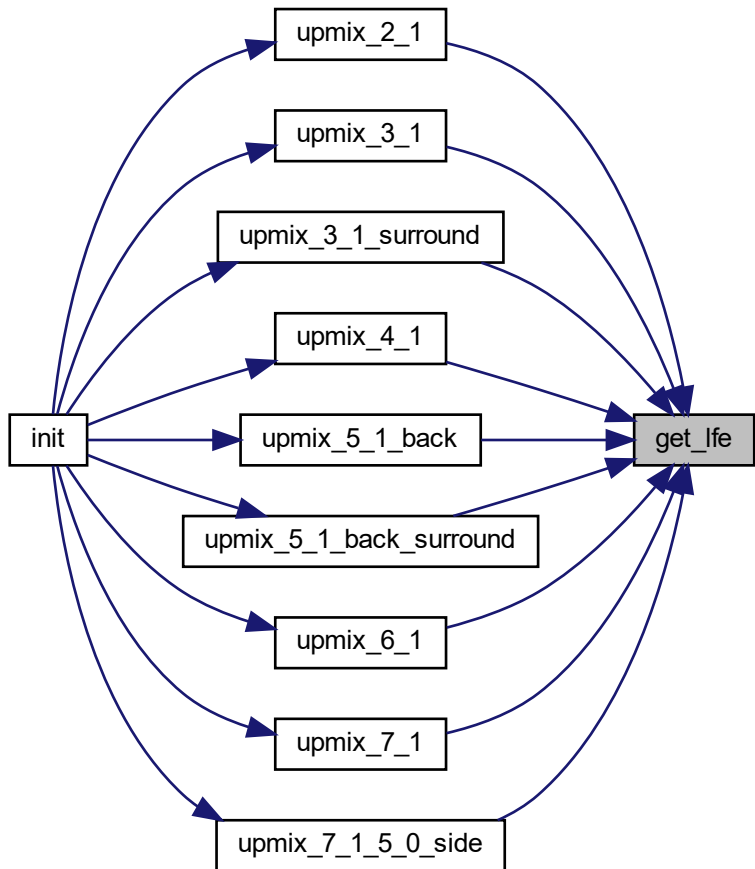 upmix_2_1
upmix_3_1
upmix_3_1_surround
upmix_4_1
init
upmix_5_1_back
get_lfe
upmix_5_1_back_surround
upmix_6_1
upmix_7_1
upmix_7_1_5_0_side